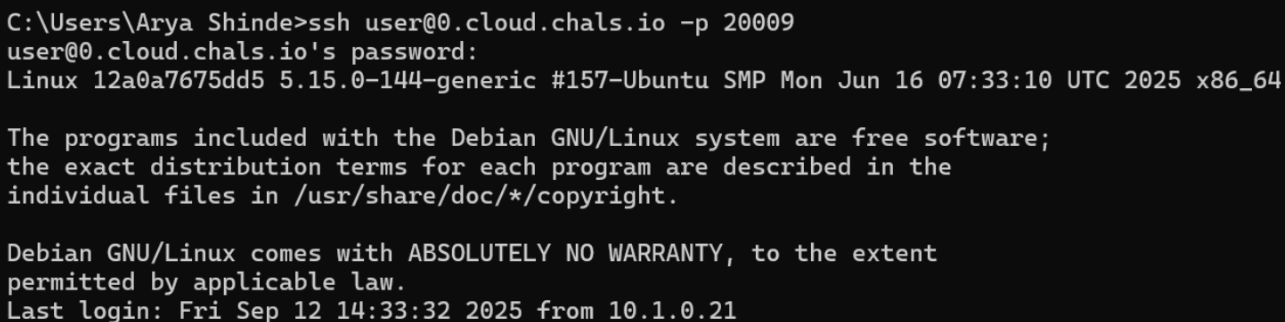 C:\Users\Arya Shinde>ssh user@0.cloud.chals.io -p 20009
user@0.cloud.chals.io's password:
Linux 12a0a7675dd5 5.15.0-144-generic #157-Ubuntu SMP Mon Jun 16 07:33:10 UTC 2025 x86_64
The programs included with the Debian GNU/Linux system are free software;
the exact distribution terms for each program are described in the
individual files in /usr/share/doc/*/copyright.
Debian GNU/Linux comes with ABSOLUTELY NO WARRANTY, to the extent
permitted by applicable law.
Last login: Fri Sep 12 14:33:32 2025 from 10.1.0.21